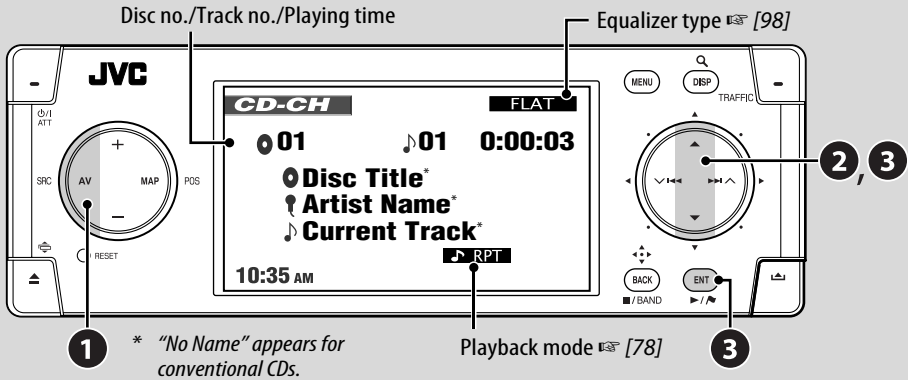 Disc no./Track no./Playing time
Equalizer type ☞ [98]
JVC
MENU
DISP
TRAFFIC
⏻/I
ATT
SRC
AV
MAP
POS
+
–
RESET
CD-CH
FLAT
01
♪01
0:00:03
Disc Title*
Artist Name*
♪ Current Track*
♪ RPT
10:35 AM
2, 3
BACK
ENT
■/BAND
►/⚑
1
* "No Name" appears for
conventional CDs.
Playback mode ☞ [78]
3